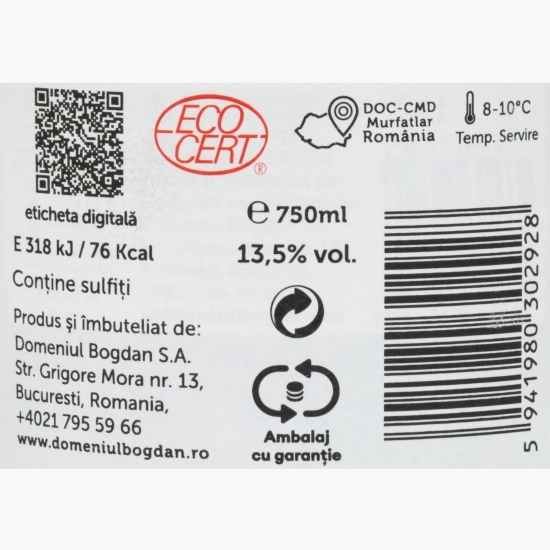 ECO
CERT
®
DOC-CMD
Murfatlar
România
8-10°C
Temp. Servire
eticheta digitală
℮ 750ml
E 318 kJ / 76 Kcal
13,5% vol.
Conține sulfiți
Produs și îmbuteliat de:
Domeniul Bogdan S.A.
Str. Grigore Mora nr. 13,
Bucuresti, Romania,
+4021 795 59 66
www.domeniulbogdan.ro
Ambalaj
cu garanție
5 941980 302928